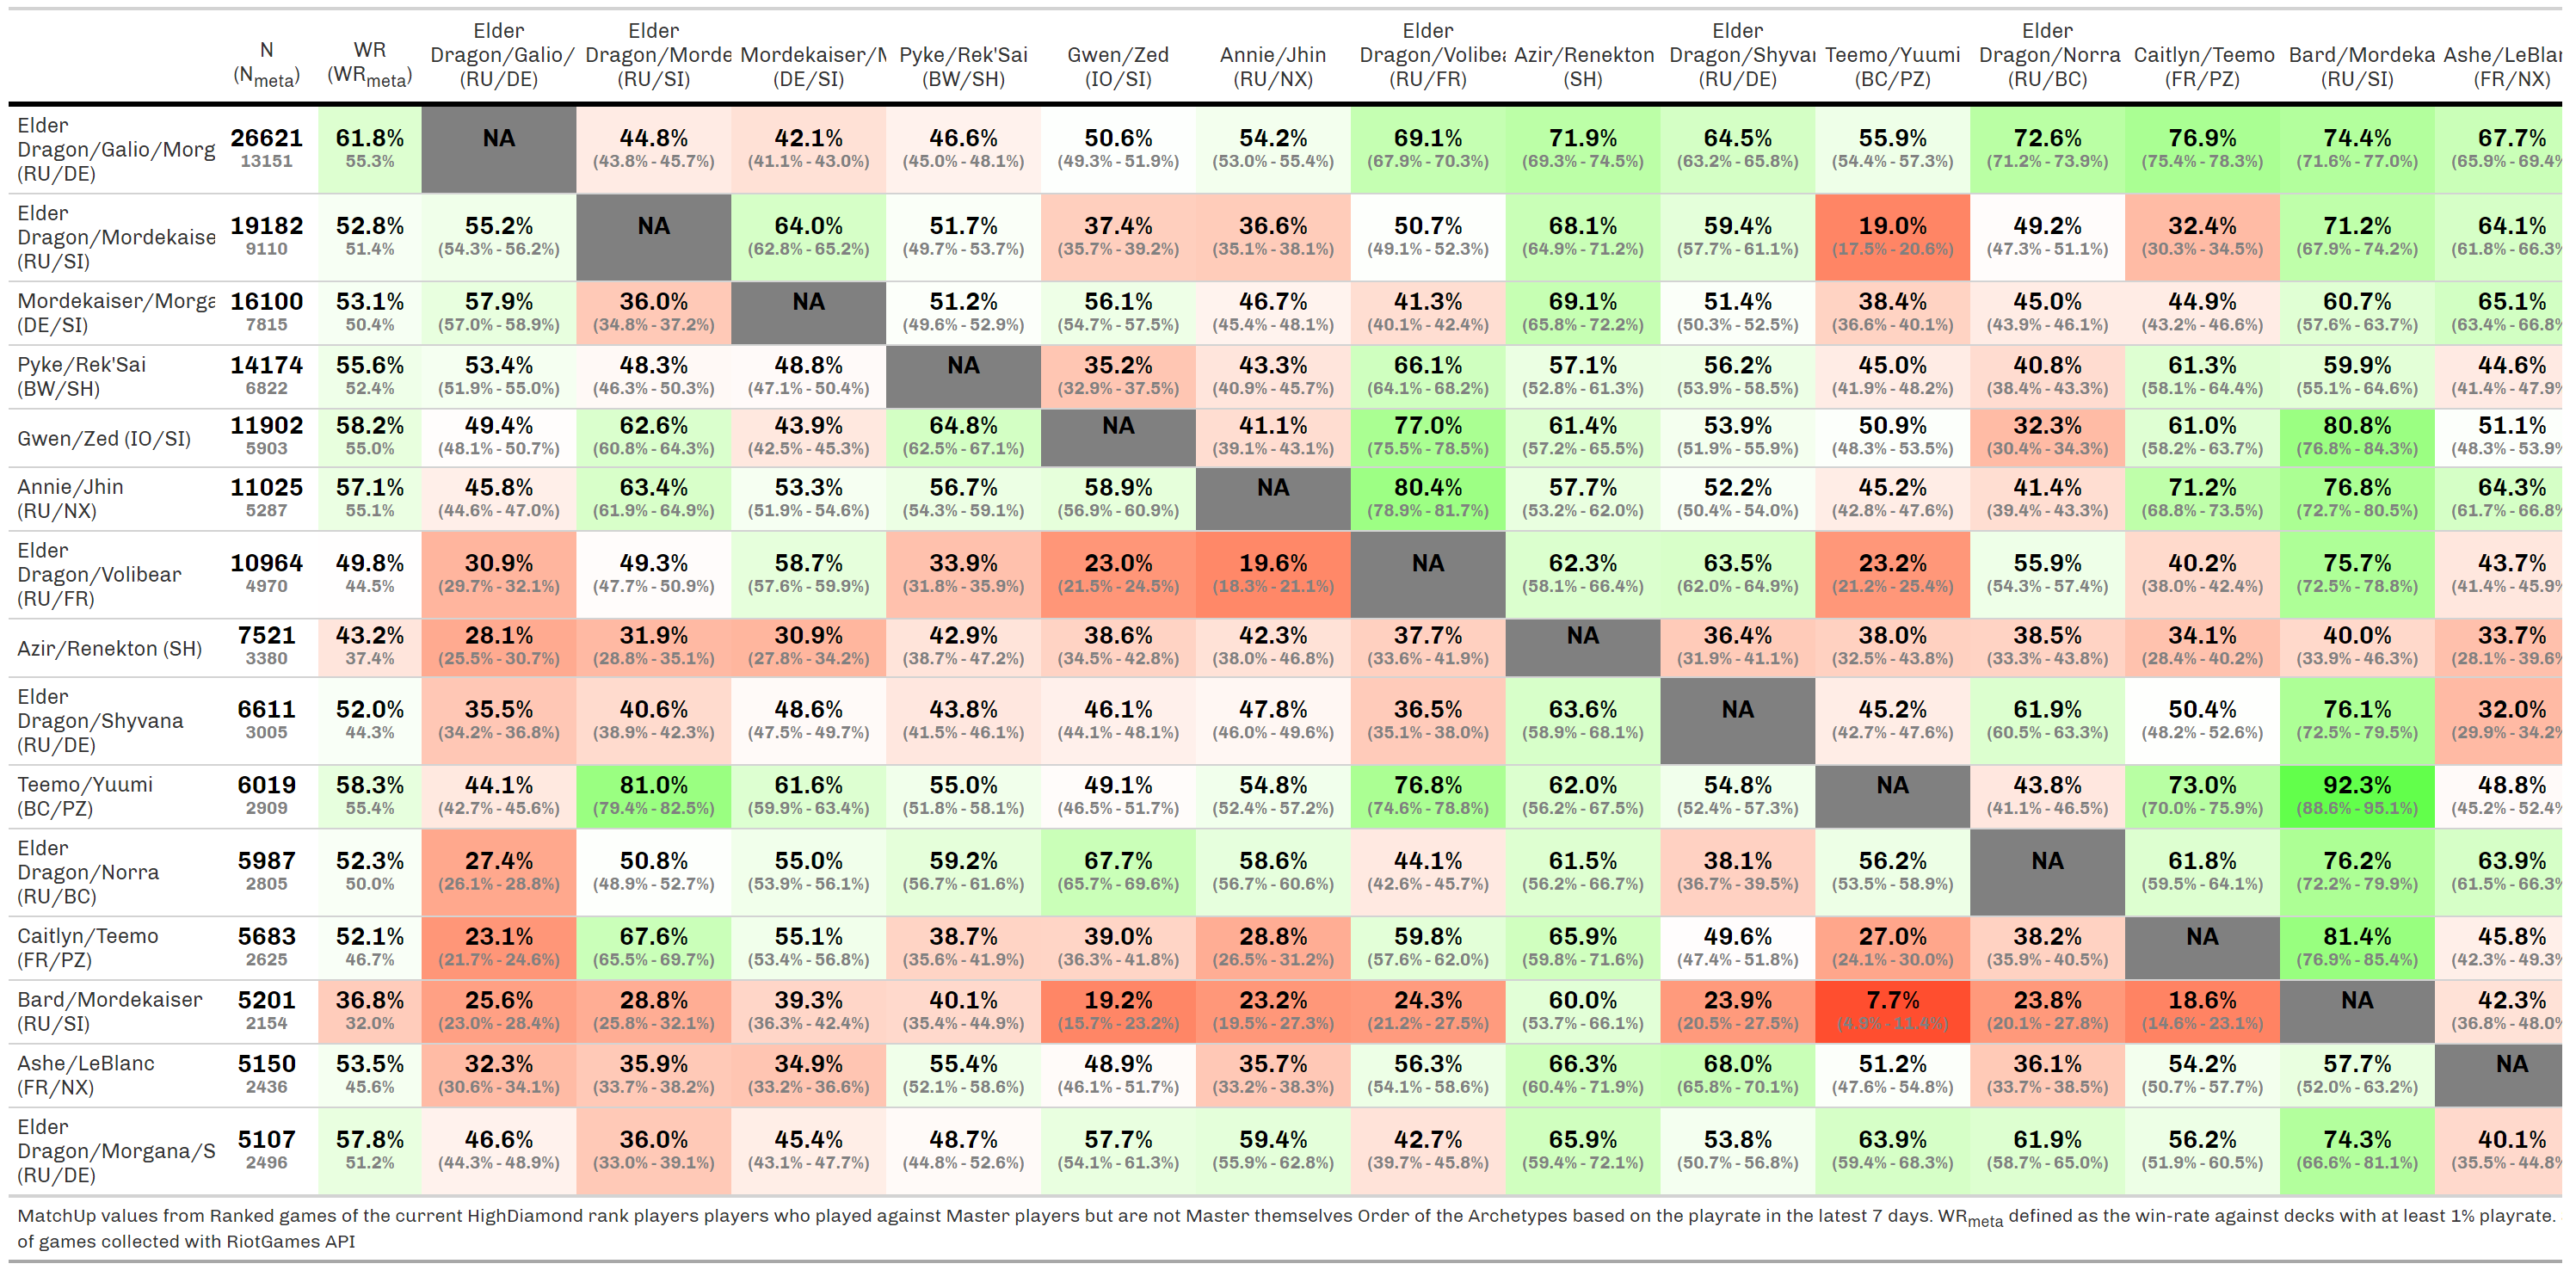 N
(Nmeta)
WR
(WRmeta)
Elder
Dragon/Galio/
(RU/DE)
Elder
Dragon/Morde
(RU/SI)
Mordekaiser/M
(DE/SI)
Pyke/Rek'Sai
(BW/SH)
Gwen/Zed
(IO/SI)
Annie/Jhin
(RU/NX)
Elder
Dragon/Volibea
(RU/FR)
Azir/Renekton
(SH)
Elder
Dragon/Shyvar
(RU/DE)
Teemo/Yuumi
(BC/PZ)
Elder
Dragon/Norra
(RU/BC)
Caitlyn/Teemo
(FR/PZ)
Bard/Mordeka
(RU/SI)
Ashe/LeBlar
(FR/NX)
Elder
Dragon/Galio/Morg
(RU/DE)
26621 61.8% NA 44.8% 42.1% 46.6% 50.6% 54.2% 69.1% 71.9% 64.5% 55.9% 72.6% 76.9% 74.4% 67.7%
13151 55.3% (43.8% - 45.7%) (41.1% - 43.0%) (45.0% - 48.1%) (49.3% - 51.9%) (53.0% - 55.4%) (67.9% - 70.3%) (69.3% - 74.5%) (63.2% - 65.8%) (54.4% - 57.3%) (71.2% - 73.9%) (75.4% - 78.3%) (71.6% - 77.0%) (65.9% - 69.4%
Elder
Dragon/Mordekaise
(RU/SI)
19182 52.8% 55.2% NA 64.0% 51.7% 37.4% 36.6% 50.7% 68.1% 59.4% 19.0% 49.2% 32.4% 71.2% 64.1%
9110 51.4% (54.3% - 56.2%) (62.8% - 65.2%) (49.7% - 53.7%) (35.7% - 39.2%) (35.1% - 38.1%) (49.1% - 52.3%) (64.9% - 71.2%) (57.7% - 61.1%) (17.5% - 20.6%) (47.3% - 51.1%) (30.3% - 34.5%) (67.9% - 74.2%) (61.8% - 66.3%
Mordekaiser/Morga
(DE/SI)
16100 53.1% 57.9% 36.0% NA 51.2% 56.1% 46.7% 41.3% 69.1% 51.4% 38.4% 45.0% 44.9% 60.7% 65.1%
7815 50.4% (57.0% - 58.9%) (34.8% - 37.2%) (49.6% - 52.9%) (54.7% - 57.5%) (45.4% - 48.1%) (40.1% - 42.4%) (65.8% - 72.2%) (50.3% - 52.5%) (36.6% - 40.1%) (43.9% - 46.1%) (43.2% - 46.6%) (57.6% - 63.7%) (63.4% - 66.8%
Pyke/Rek'Sai
(BW/SH)
14174 55.6% 53.4% 48.3% 48.8% NA 35.2% 43.3% 66.1% 57.1% 56.2% 45.0% 40.8% 61.3% 59.9% 44.6%
6822 52.4% (51.9% - 55.0%) (46.3% - 50.3%) (47.1% - 50.4%) (32.9% - 37.5%) (40.9% - 45.7%) (64.1% - 68.2%) (52.8% - 61.3%) (53.9% - 58.5%) (41.9% - 48.2%) (38.4% - 43.3%) (58.1% - 64.4%) (55.1% - 64.6%) (41.4% - 47.9%
Gwen/Zed (IO/SI)
11902 58.2% 49.4% 62.6% 43.9% 64.8% NA 41.1% 77.0% 61.4% 53.9% 50.9% 32.3% 61.0% 80.8% 51.1%
5903 55.0% (48.1% - 50.7%) (60.8% - 64.3%) (42.5% - 45.3%) (62.5% - 67.1%) (39.1% - 43.1%) (75.5% - 78.5%) (57.2% - 65.5%) (51.9% - 55.9%) (48.3% - 53.5%) (30.4% - 34.3%) (58.2% - 63.7%) (76.8% - 84.3%) (48.3% - 53.9%
Annie/Jhin
(RU/NX)
11025 57.1% 45.8% 63.4% 53.3% 56.7% 58.9% NA 80.4% 57.7% 52.2% 45.2% 41.4% 71.2% 76.8% 64.3%
5287 55.1% (44.6% - 47.0%) (61.9% - 64.9%) (51.9% - 54.6%) (54.3% - 59.1%) (56.9% - 60.9%) (78.9% - 81.7%) (53.2% - 62.0%) (50.4% - 54.0%) (42.8% - 47.6%) (39.4% - 43.3%) (68.8% - 73.5%) (72.7% - 80.5%) (61.7% - 66.8%
Elder
Dragon/Volibear
(RU/FR)
10964 49.8% 30.9% 49.3% 58.7% 33.9% 23.0% 19.6% NA 62.3% 63.5% 23.2% 55.9% 40.2% 75.7% 43.7%
4970 44.5% (29.7% - 32.1%) (47.7% - 50.9%) (57.6% - 59.9%) (31.8% - 35.9%) (21.5% - 24.5%) (18.3% - 21.1%) (58.1% - 66.4%) (62.0% - 64.9%) (21.2% - 25.4%) (54.3% - 57.4%) (38.0% - 42.4%) (72.5% - 78.8%) (41.4% - 45.9%
Azir/Renekton (SH)
7521 43.2% 28.1% 31.9% 30.9% 42.9% 38.6% 42.3% 37.7% NA 36.4% 38.0% 38.5% 34.1% 40.0% 33.7%
3380 37.4% (25.5% - 30.7%) (28.8% - 35.1%) (27.8% - 34.2%) (38.7% - 47.2%) (34.5% - 42.8%) (38.0% - 46.8%) (33.6% - 41.9%) (31.9% - 41.1%) (32.5% - 43.8%) (33.3% - 43.8%) (28.4% - 40.2%) (33.9% - 46.3%) (28.1% - 39.6%
Elder
Dragon/Shyvana
(RU/DE)
6611 52.0% 35.5% 40.6% 48.6% 43.8% 46.1% 47.8% 36.5% 63.6% NA 45.2% 61.9% 50.4% 76.1% 32.0%
3005 44.3% (34.2% - 36.8%) (38.9% - 42.3%) (47.5% - 49.7%) (41.5% - 46.1%) (44.1% - 48.1%) (46.0% - 49.6%) (35.1% - 38.0%) (58.9% - 68.1%) (42.7% - 47.6%) (60.5% - 63.3%) (48.2% - 52.6%) (72.5% - 79.5%) (29.9% - 34.2%
Teemo/Yuumi
(BC/PZ)
6019 58.3% 44.1% 81.0% 61.6% 55.0% 49.1% 54.8% 76.8% 62.0% 54.8% NA 43.8% 73.0% 92.3% 48.8%
2909 55.4% (42.7% - 45.6%) (79.4% - 82.5%) (59.9% - 63.4%) (51.8% - 58.1%) (46.5% - 51.7%) (52.4% - 57.2%) (74.6% - 78.8%) (56.2% - 67.5%) (52.4% - 57.3%) (41.1% - 46.5%) (70.0% - 75.9%) (88.6% - 95.1%) (45.2% - 52.4%
Elder
Dragon/Norra
(RU/BC)
5987 52.3% 27.4% 50.8% 55.0% 59.2% 67.7% 58.6% 44.1% 61.5% 38.1% 56.2% NA 61.8% 76.2% 63.9%
2805 50.0% (26.1% - 28.8%) (48.9% - 52.7%) (53.9% - 56.1%) (56.7% - 61.6%) (65.7% - 69.6%) (56.7% - 60.6%) (42.6% - 45.7%) (56.2% - 66.7%) (36.7% - 39.5%) (53.5% - 58.9%) (59.5% - 64.1%) (72.2% - 79.9%) (61.5% - 66.3%
Caitlyn/Teemo
(FR/PZ)
5683 52.1% 23.1% 67.6% 55.1% 38.7% 39.0% 28.8% 59.8% 65.9% 49.6% 27.0% 38.2% NA 81.4% 45.8%
2625 46.7% (21.7% - 24.6%) (65.5% - 69.7%) (53.4% - 56.8%) (35.6% - 41.9%) (36.3% - 41.8%) (26.5% - 31.2%) (57.6% - 62.0%) (59.8% - 71.6%) (47.4% - 51.8%) (24.1% - 30.0%) (35.9% - 40.5%) (76.9% - 85.4%) (42.3% - 49.3%
Bard/Mordekaiser
(RU/SI)
5201 36.8% 25.6% 28.8% 39.3% 40.1% 19.2% 23.2% 24.3% 60.0% 23.9% 7.7% 23.8% 18.6% NA 42.3%
2154 32.0% (23.0% - 28.4%) (25.8% - 32.1%) (36.3% - 42.4%) (35.4% - 44.9%) (15.7% - 23.2%) (19.5% - 27.3%) (21.2% - 27.5%) (53.7% - 66.1%) (20.5% - 27.5%) (4.9% - 11.4%) (20.1% - 27.8%) (14.6% - 23.1%) (36.8% - 48.0%
Ashe/LeBlanc
(FR/NX)
5150 53.5% 32.3% 35.9% 34.9% 55.4% 48.9% 35.7% 56.3% 66.3% 68.0% 51.2% 36.1% 54.2% 57.7% NA
2436 45.6% (30.6% - 34.1%) (33.7% - 38.2%) (33.2% - 36.6%) (52.1% - 58.6%) (46.1% - 51.7%) (33.2% - 38.3%) (54.1% - 58.6%) (60.4% - 71.9%) (65.8% - 70.1%) (47.6% - 54.8%) (33.7% - 38.5%) (50.7% - 57.7%) (52.0% - 63.2%)
Elder
Dragon/Morgana/S
(RU/DE)
5107 57.8% 46.6% 36.0% 45.4% 48.7% 57.7% 59.4% 42.7% 65.9% 53.8% 63.9% 61.9% 56.2% 74.3% 40.1%
2496 51.2% (44.3% - 48.9%) (33.0% - 39.1%) (43.1% - 47.7%) (44.8% - 52.6%) (54.1% - 61.3%) (55.9% - 62.8%) (39.7% - 45.8%) (59.4% - 72.1%) (50.7% - 56.8%) (59.4% - 68.3%) (58.7% - 65.0%) (51.9% - 60.5%) (66.6% - 81.1%) (35.5% - 44.8%
MatchUp values from Ranked games of the current HighDiamond rank players players who played against Master players but are not Master themselves Order of the Archetypes based on the playrate in the latest 7 days. WRmeta defined as the win-rate against decks with at least 1% playrate.
of games collected with RiotGames API